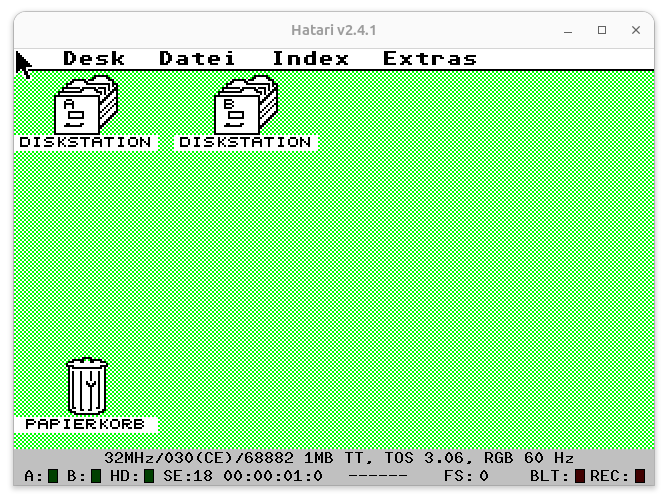 Hatari v2.4.1
Desk Datei Index Extras
A B
DISKSTATION DISKSTATION
PAPIERKORB
32MHz/030(CE)/68882 1MB TT, TOS 3.06, RGB 60 Hz
A: B: HD: SE:18 00:00:01:0 ------ FS: 0 BLT: REC: